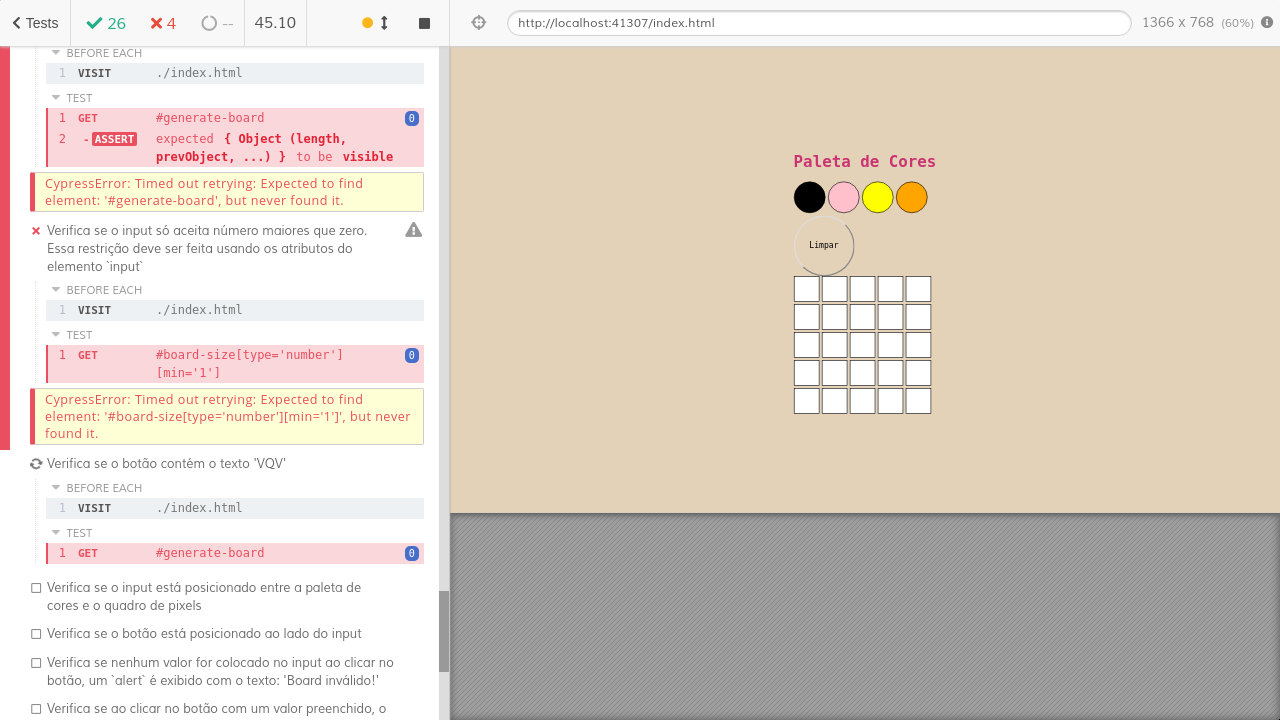 Tests 26 4 -- 45.10
BEFORE EACH
1 VISIT ./index.html
TEST
1 GET #generate-board 0
2 -ASSERT expected { Object (length,
prevObject, ...) } to be visible
CypressError: Timed out retrying: Expected to find
element: '#generate-board', but never found it.
Verifica se o input só aceita número maiores que zero.
Essa restrição deve ser feita usando os atributos do
elemento `input`
BEFORE EACH
1 VISIT ./index.html
TEST
1 GET #board-size[type='number'] 0
[min='1']
CypressError: Timed out retrying: Expected to find
element: '#board-size[type='number'][min='1']', but never
found it.
Verifica se o botão contém o texto 'VQV'
BEFORE EACH
1 VISIT ./index.html
TEST
1 GET #generate-board 0
Verifica se o input está posicionado entre a paleta de
cores e o quadro de pixels
Verifica se o botão está posicionado ao lado do input
Verifica se nenhum valor for colocado no input ao clicar no
botão, um `alert` é exibido com o texto: 'Board inválido!'
Verifica se ao clicar no botão com um valor preenchido, o
http://localhost:41307/index.html 1366 x 768 (60%)
Paleta de Cores
Limpar